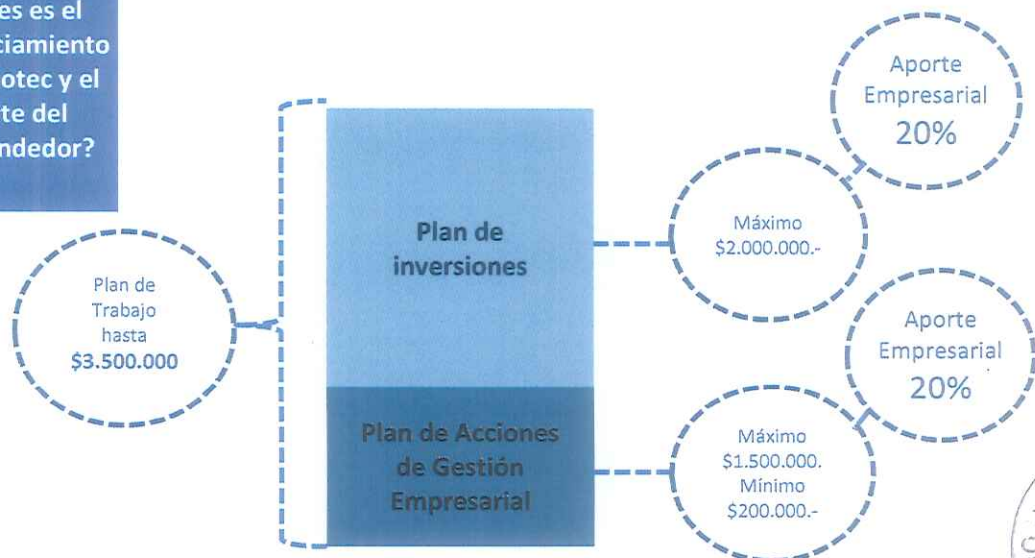 es es el
ciamiento
otec y el
te del
ndedor?
Plan de
Trabajo
hasta
$3.500.000
Plan de
inversiones
Plan de Acciones
de Gestión
Empresarial
Máximo
$2.000.000.-
Aporte
Empresarial
20%
Máximo
$1.500.000.
Mínimo
$200.000.-
Aporte
Empresarial
20%